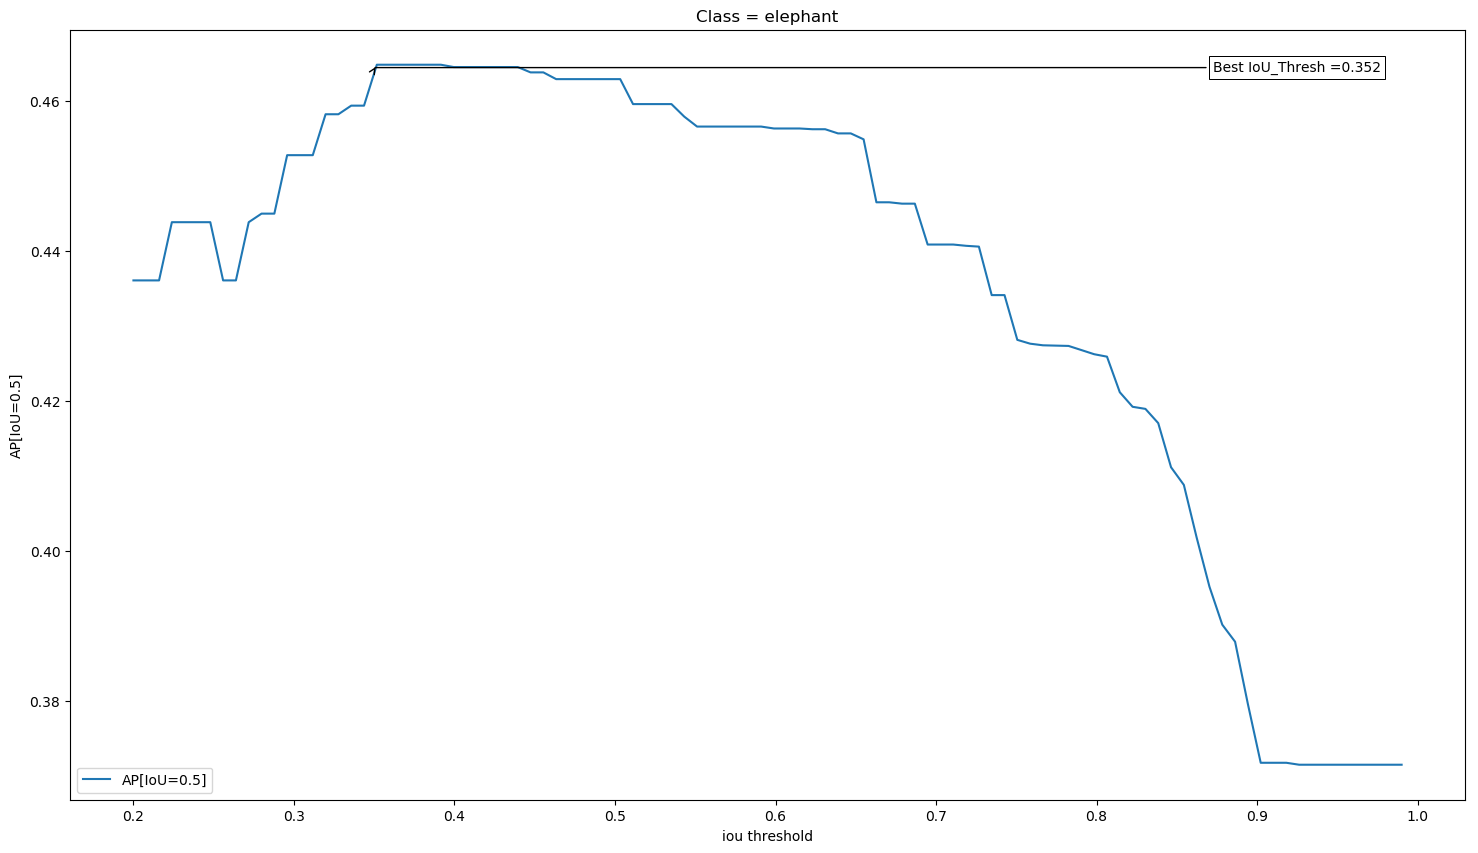 Class = elephant
Best IoU_Thresh =0.352
0.46
0.44
0.42
0.40
0.38
AP[IoU=0.5]
AP[IoU=0.5]
0.2 0.3 0.4 0.5 0.6 0.7 0.8 0.9 1.0
iou threshold